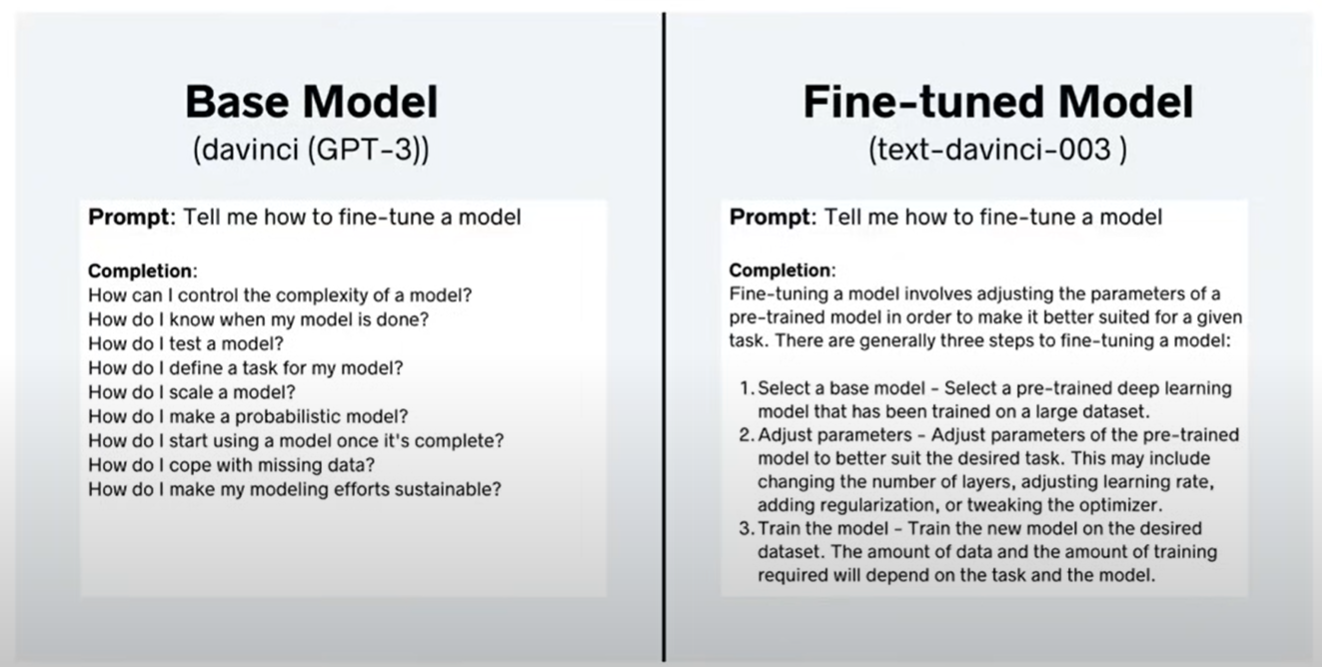 Base Model
(davinci (GPT-3))
Prompt: Tell me how to fine-tune a model
Completion:
How can I control the complexity of a model?
How do I know when my model is done?
How do I test a model?
How do I define a task for my model?
How do I scale a model?
How do I make a probabilistic model?
How do I start using a model once it's complete?
How do I cope with missing data?
How do I make my modeling efforts sustainable?
Fine-tuned Model
(text-davinci-003 )
Prompt: Tell me how to fine-tune a model
Completion:
Fine-tuning a model involves adjusting the parameters of a
pre-trained model in order to make it better suited for a given
task. There are generally three steps to fine-tuning a model:
1. Select a base model - Select a pre-trained deep learning
model that has been trained on a large dataset.
2. Adjust parameters - Adjust parameters of the pre-trained
model to better suit the desired task. This may include
changing the number of layers, adjusting learning rate,
adding regularization, or tweaking the optimizer.
3. Train the model - Train the new model on the desired
dataset. The amount of data and the amount of training
required will depend on the task and the model.